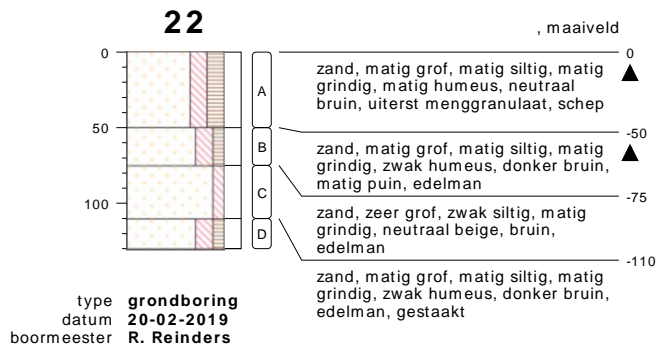 22
, maaiveld
0
0
zand, matig grof, matig siltig, matig
grindig, matig humeus, neutraal
bruin, uiterst menggranulaat, schep
A
50
-50
zand, matig grof, matig siltig, matig
grindig, zwak humeus, donker bruin,
matig puin, edelman
B
-75
zand, zeer grof, zwak siltig, matig
grindig, neutraal beige, bruin,
edelman
C
100
D
-110
zand, matig grof, matig siltig, matig
grindig, zwak humeus, donker bruin,
edelman, gestaakt
type grondboring
datum 20-02-2019
boormeester R. Reinders